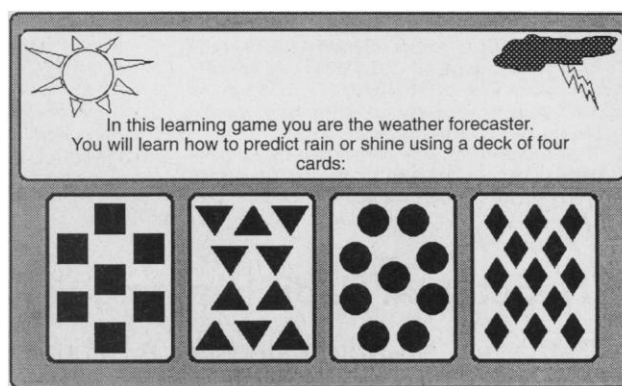 In this learning game you are the weather forecaster.
You will learn how to predict rain or shine using a deck of four
cards: